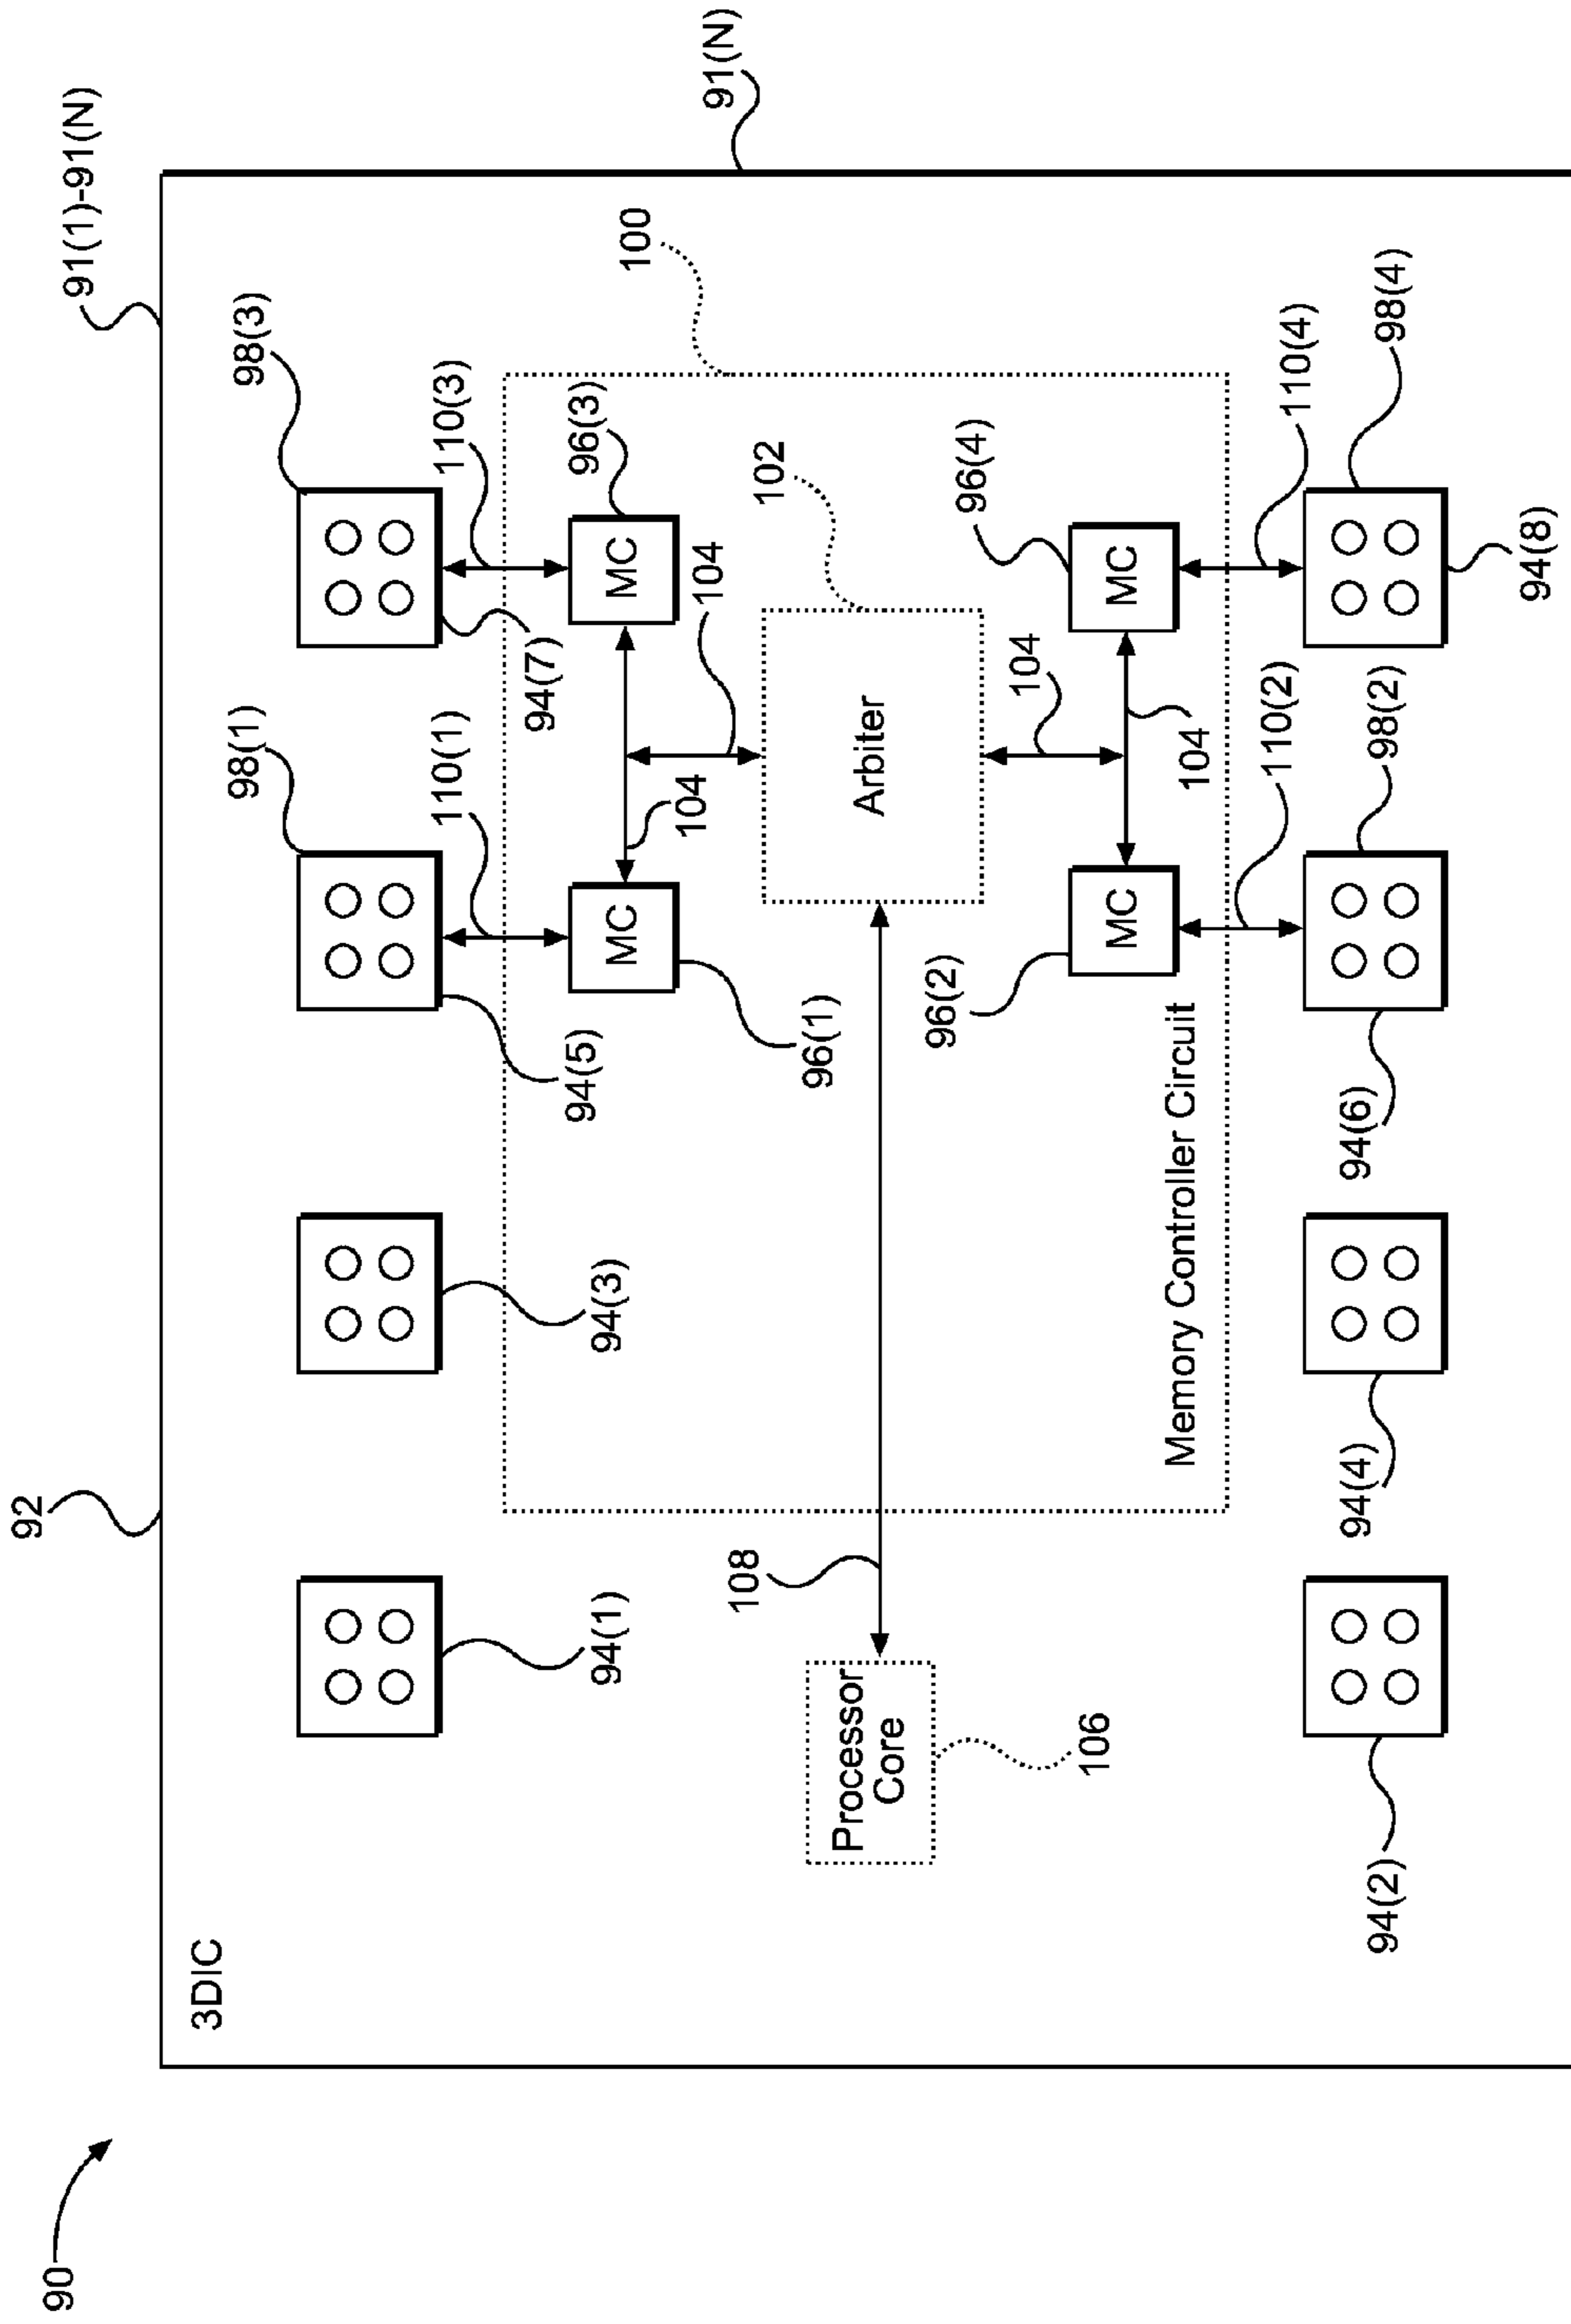 92
90
91(1)-91(N)
3DIC
98(1)
98(3)
110(1)
110(3)
94(7)
94(1)
94(3)
94(5)
96(3)
MC
MC
100
104
104
91(N)
108
102
96(1)
Processor
Core
Arbiter
96(2)
96(4)
104
106
MC
MC
Memory Controller Circuit
104
110(2)
110(4)
94(2)
94(4)
94(6)
98(2)
98(4)
94(8)